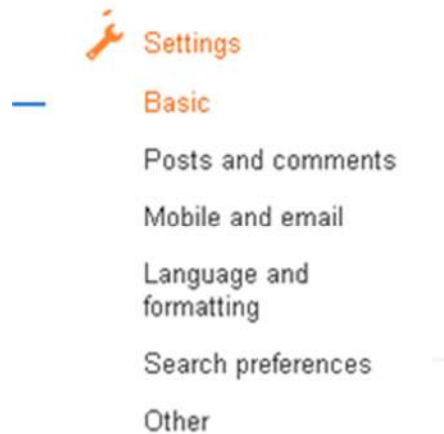 Settings
Basic
Posts and comments
Mobile and email
Language and
formatting
Search preferences
Other